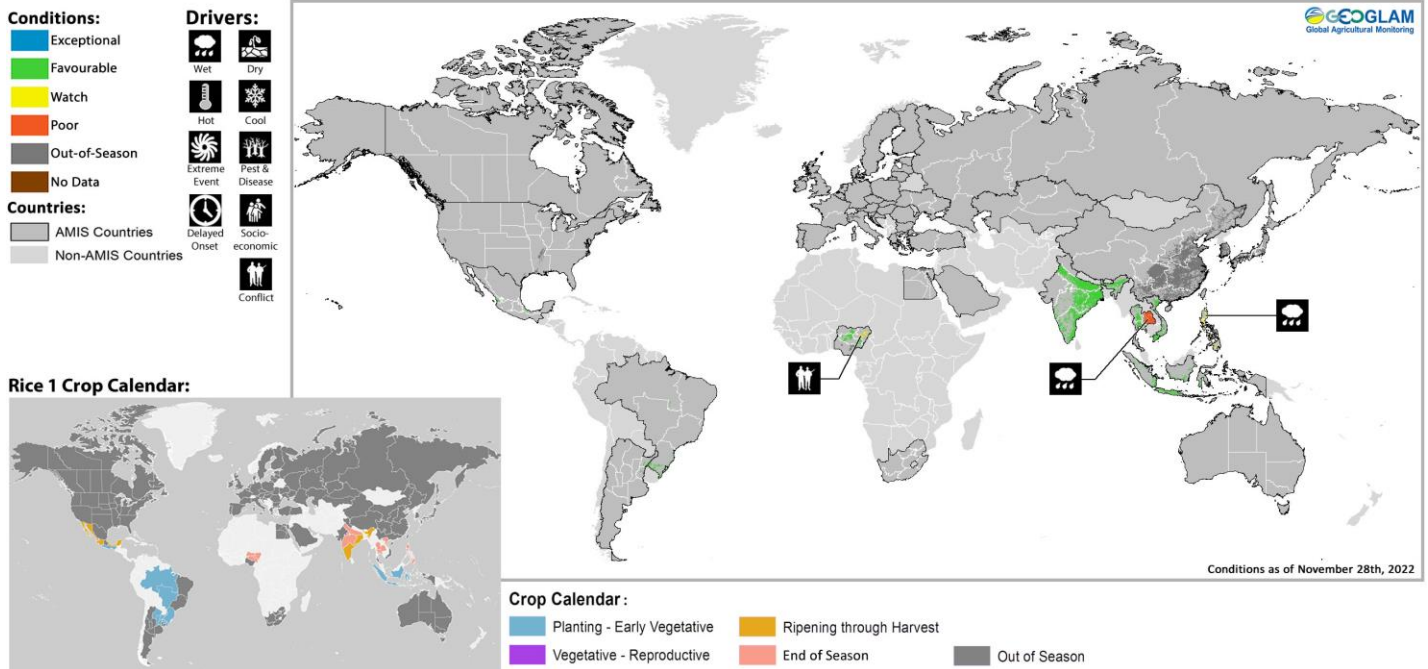 Conditions:
Exceptional
Favourable
Watch
Poor
Out-of-Season
No Data
Countries:
AMIS Countries
Non-AMIS Countries
Drivers:
Wet
Dry
Hot
Cool
Extreme
Event
Pest &
Disease
Delayed
Onset
Socio-
economic
Conflict
GEOGLAM
Global Agricultural Monitoring
Conditions as of November 28th, 2022
Rice 1 Crop Calendar:
Crop Calendar :
Planting - Early Vegetative
Ripening through Harvest
Vegetative - Reproductive
End of Season
Out of Season